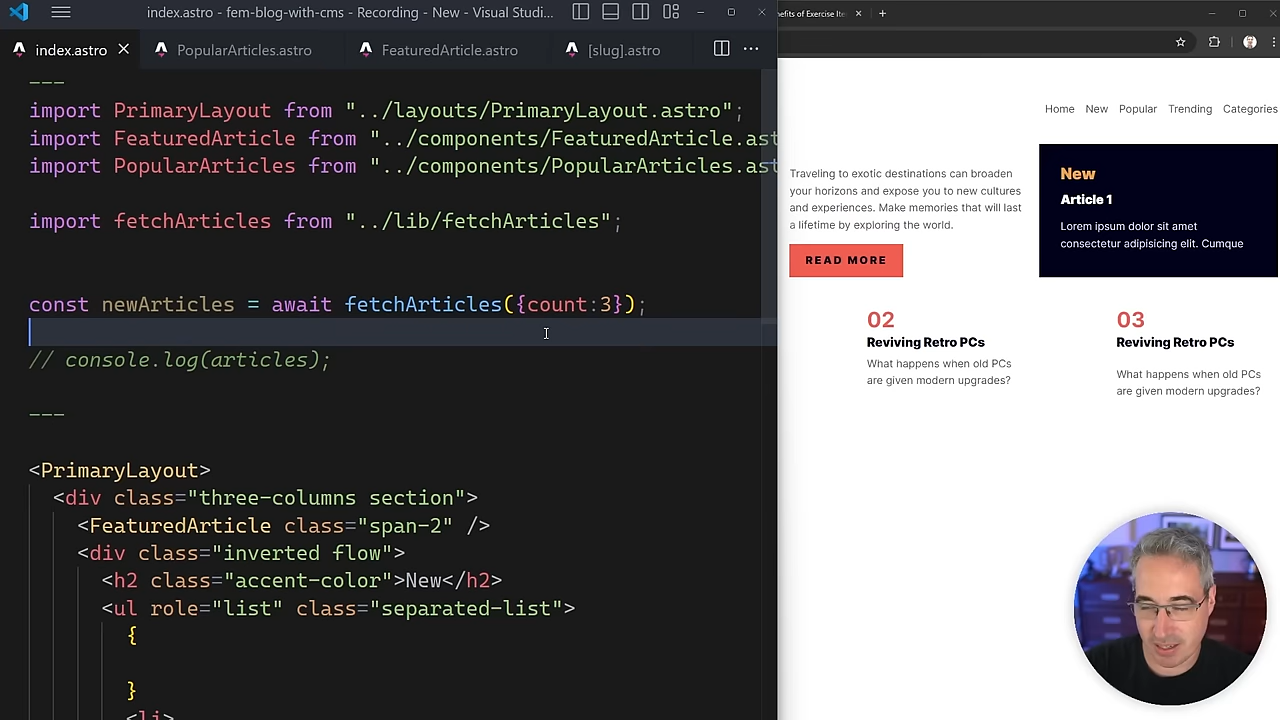 index.astro - fem-blog-with-cms - Recording - New - Visual Studi...
index.astro
PopularArticles.astro
FeaturedArticle.astro
[slug].astro
---
import PrimaryLayout from "../layouts/PrimaryLayout.astro";
import FeaturedArticle from "../components/FeaturedArticle.ast
import PopularArticles from "../components/PopularArticles.ast
import fetchArticles from "../lib/fetchArticles";
const newArticles = await fetchArticles({count:3});
// console.log(articles);
---
<PrimaryLayout>
<div class="three-columns section">
<FeaturedArticle class="span-2" />
<div class="inverted flow">
<h2 class="accent-color">New</h2>
<ul role="list" class="separated-list">
{
}
<li>
nefits of Exercise Ite
Home New Popular Trending Categories
Traveling to exotic destinations can broaden
your horizons and expose you to new cultures
and experiences. Make memories that will last
a lifetime by exploring the world.
READ MORE
New
Article 1
Lorem ipsum dolor sit amet
consectetur adipisicing elit. Cumque
02
Reviving Retro PCs
What happens when old PCs
are given modern upgrades?
03
Reviving Retro PCs
What happens when old PCs
are given modern upgrades?